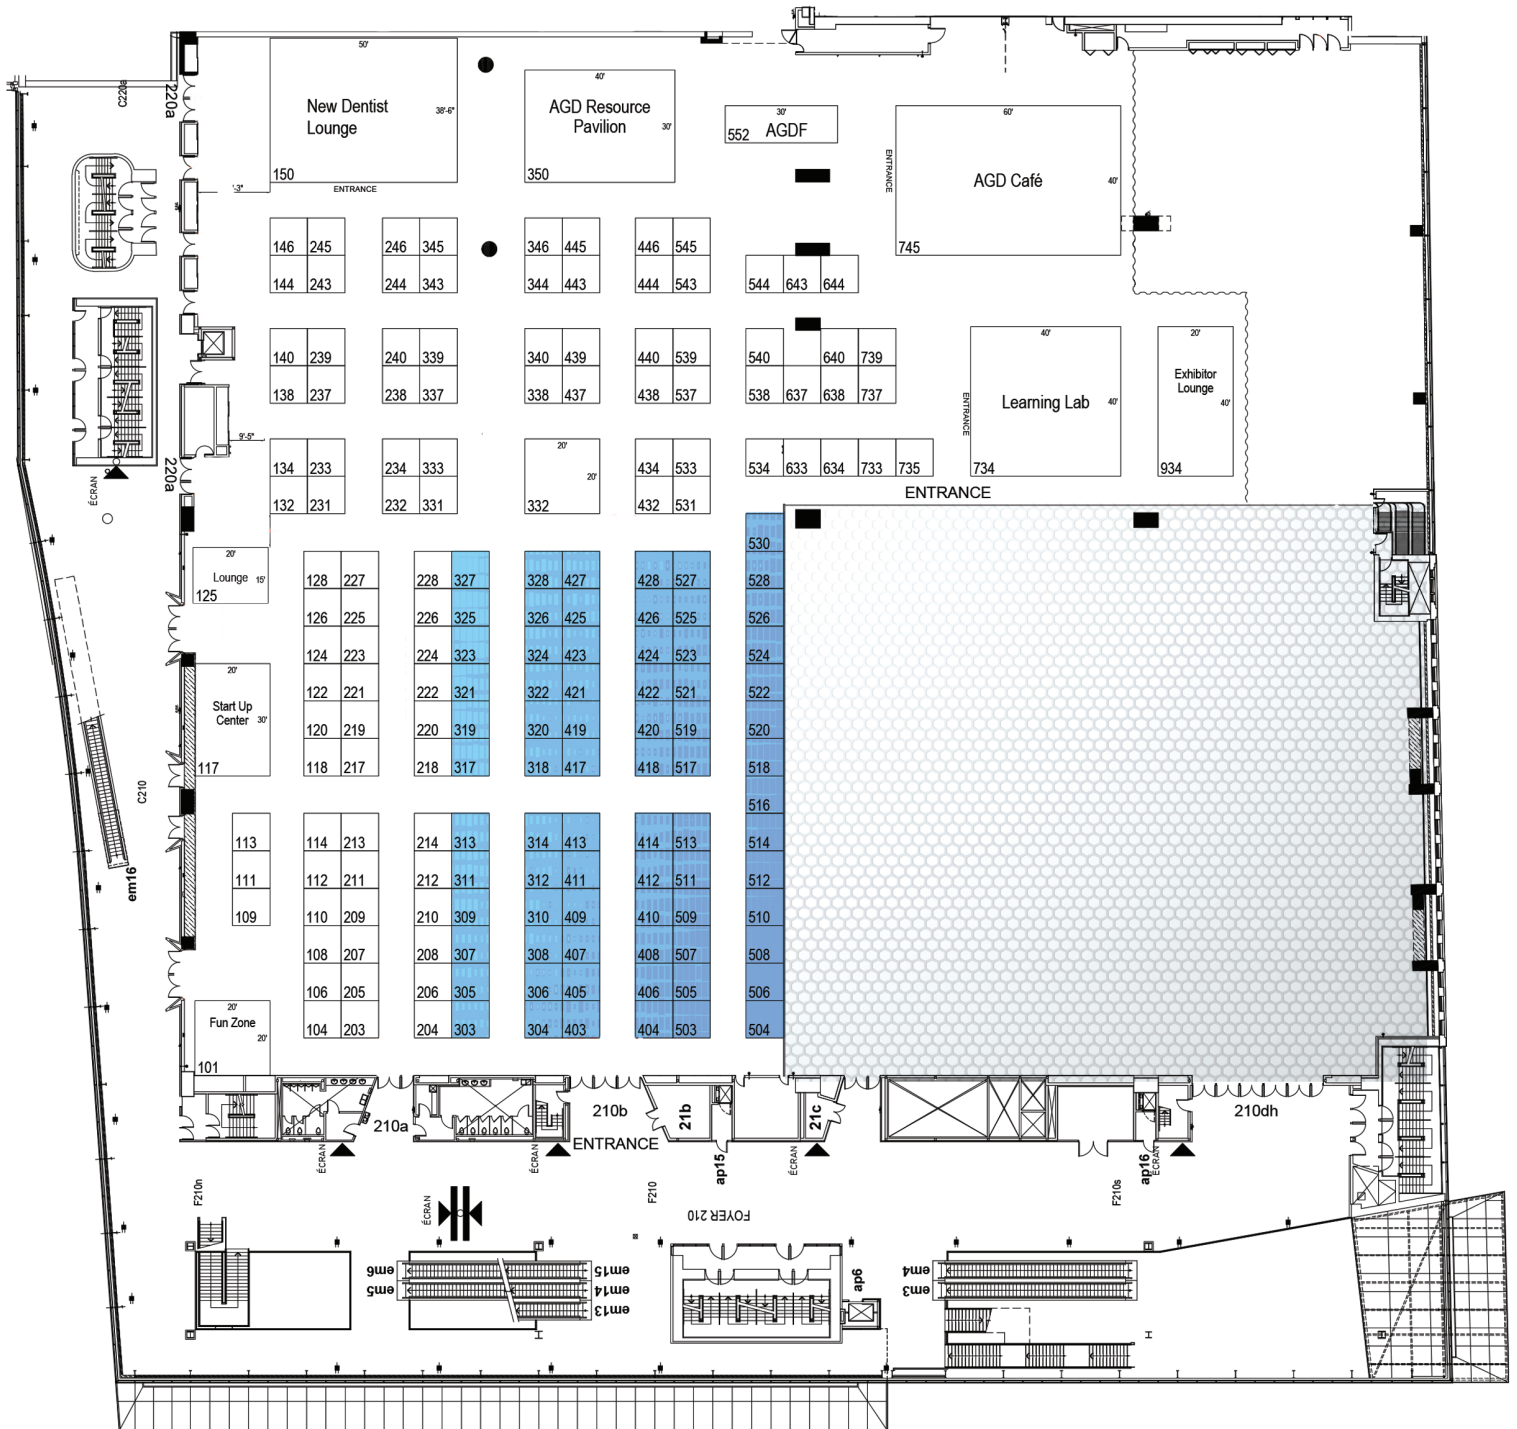 50'
New Dentist
Lounge
38'-6"
150
ENTRANCE
40'
AGD Resource
Pavilion
30'
350
30'
552 AGDF
60'
ENTRANCE
AGD Café
40'
745
C220a
220a
146 245 246 345 346 445 446 545
144 243 244 343 344 443 444 543 544 643 644
140 239 240 339 340 439 440 539 540 640 739
138 237 238 337 338 437 438 537 538 637 638 737
40'
ENTRANCE
Learning Lab
40'
734
20'
Exhibitor
Lounge
40'
934
9'-5"
220a
ÉCRAN
20'
20'
332
134 233 234 333 434 533 534 633 634 733 735
132 231 232 331 432 531
ENTRANCE
530
20'
Lounge 15'
125
128 227 228 327 328 427 428 527 528
126 225 226 325 326 425 426 525 526
124 223 224 323 324 423 424 523 524
122 221 222 321 322 421 422 521 522
120 219 220 319 320 419 420 519 520
118 217 218 317 318 417 418 517 518
20'
Start Up
Center 30'
117
C210
em16
516
113 114 213 214 313 314 413 414 513 514
111 112 211 212 311 312 411 412 511 512
109 110 209 210 309 310 409 410 509 510
108 207 208 307 308 407 408 507 508
106 205 206 305 306 405 406 505 506
104 203 204 303 304 403 404 503 504
20'
Fun Zone
20'
101
210a
210b
21b
21c
210dh
ENTRANCE
ÉCRAN
ÉCRAN
ap15
ÉCRAN
ap16
ÉCRAN
F210n
ÉCRAN
F210
FOYER 210
F210s
em6
em5
em15
em14
em13
ap6
em4
em3